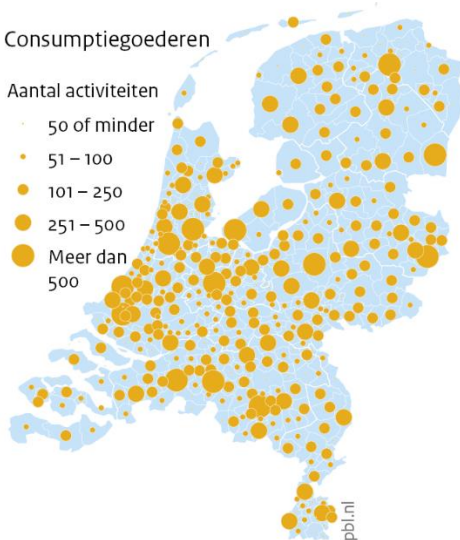 Consumptiegoederen
Aantal activiteiten
50 of minder
51 – 100
101 – 250
251 – 500
Meer dan
500
pbl.nl